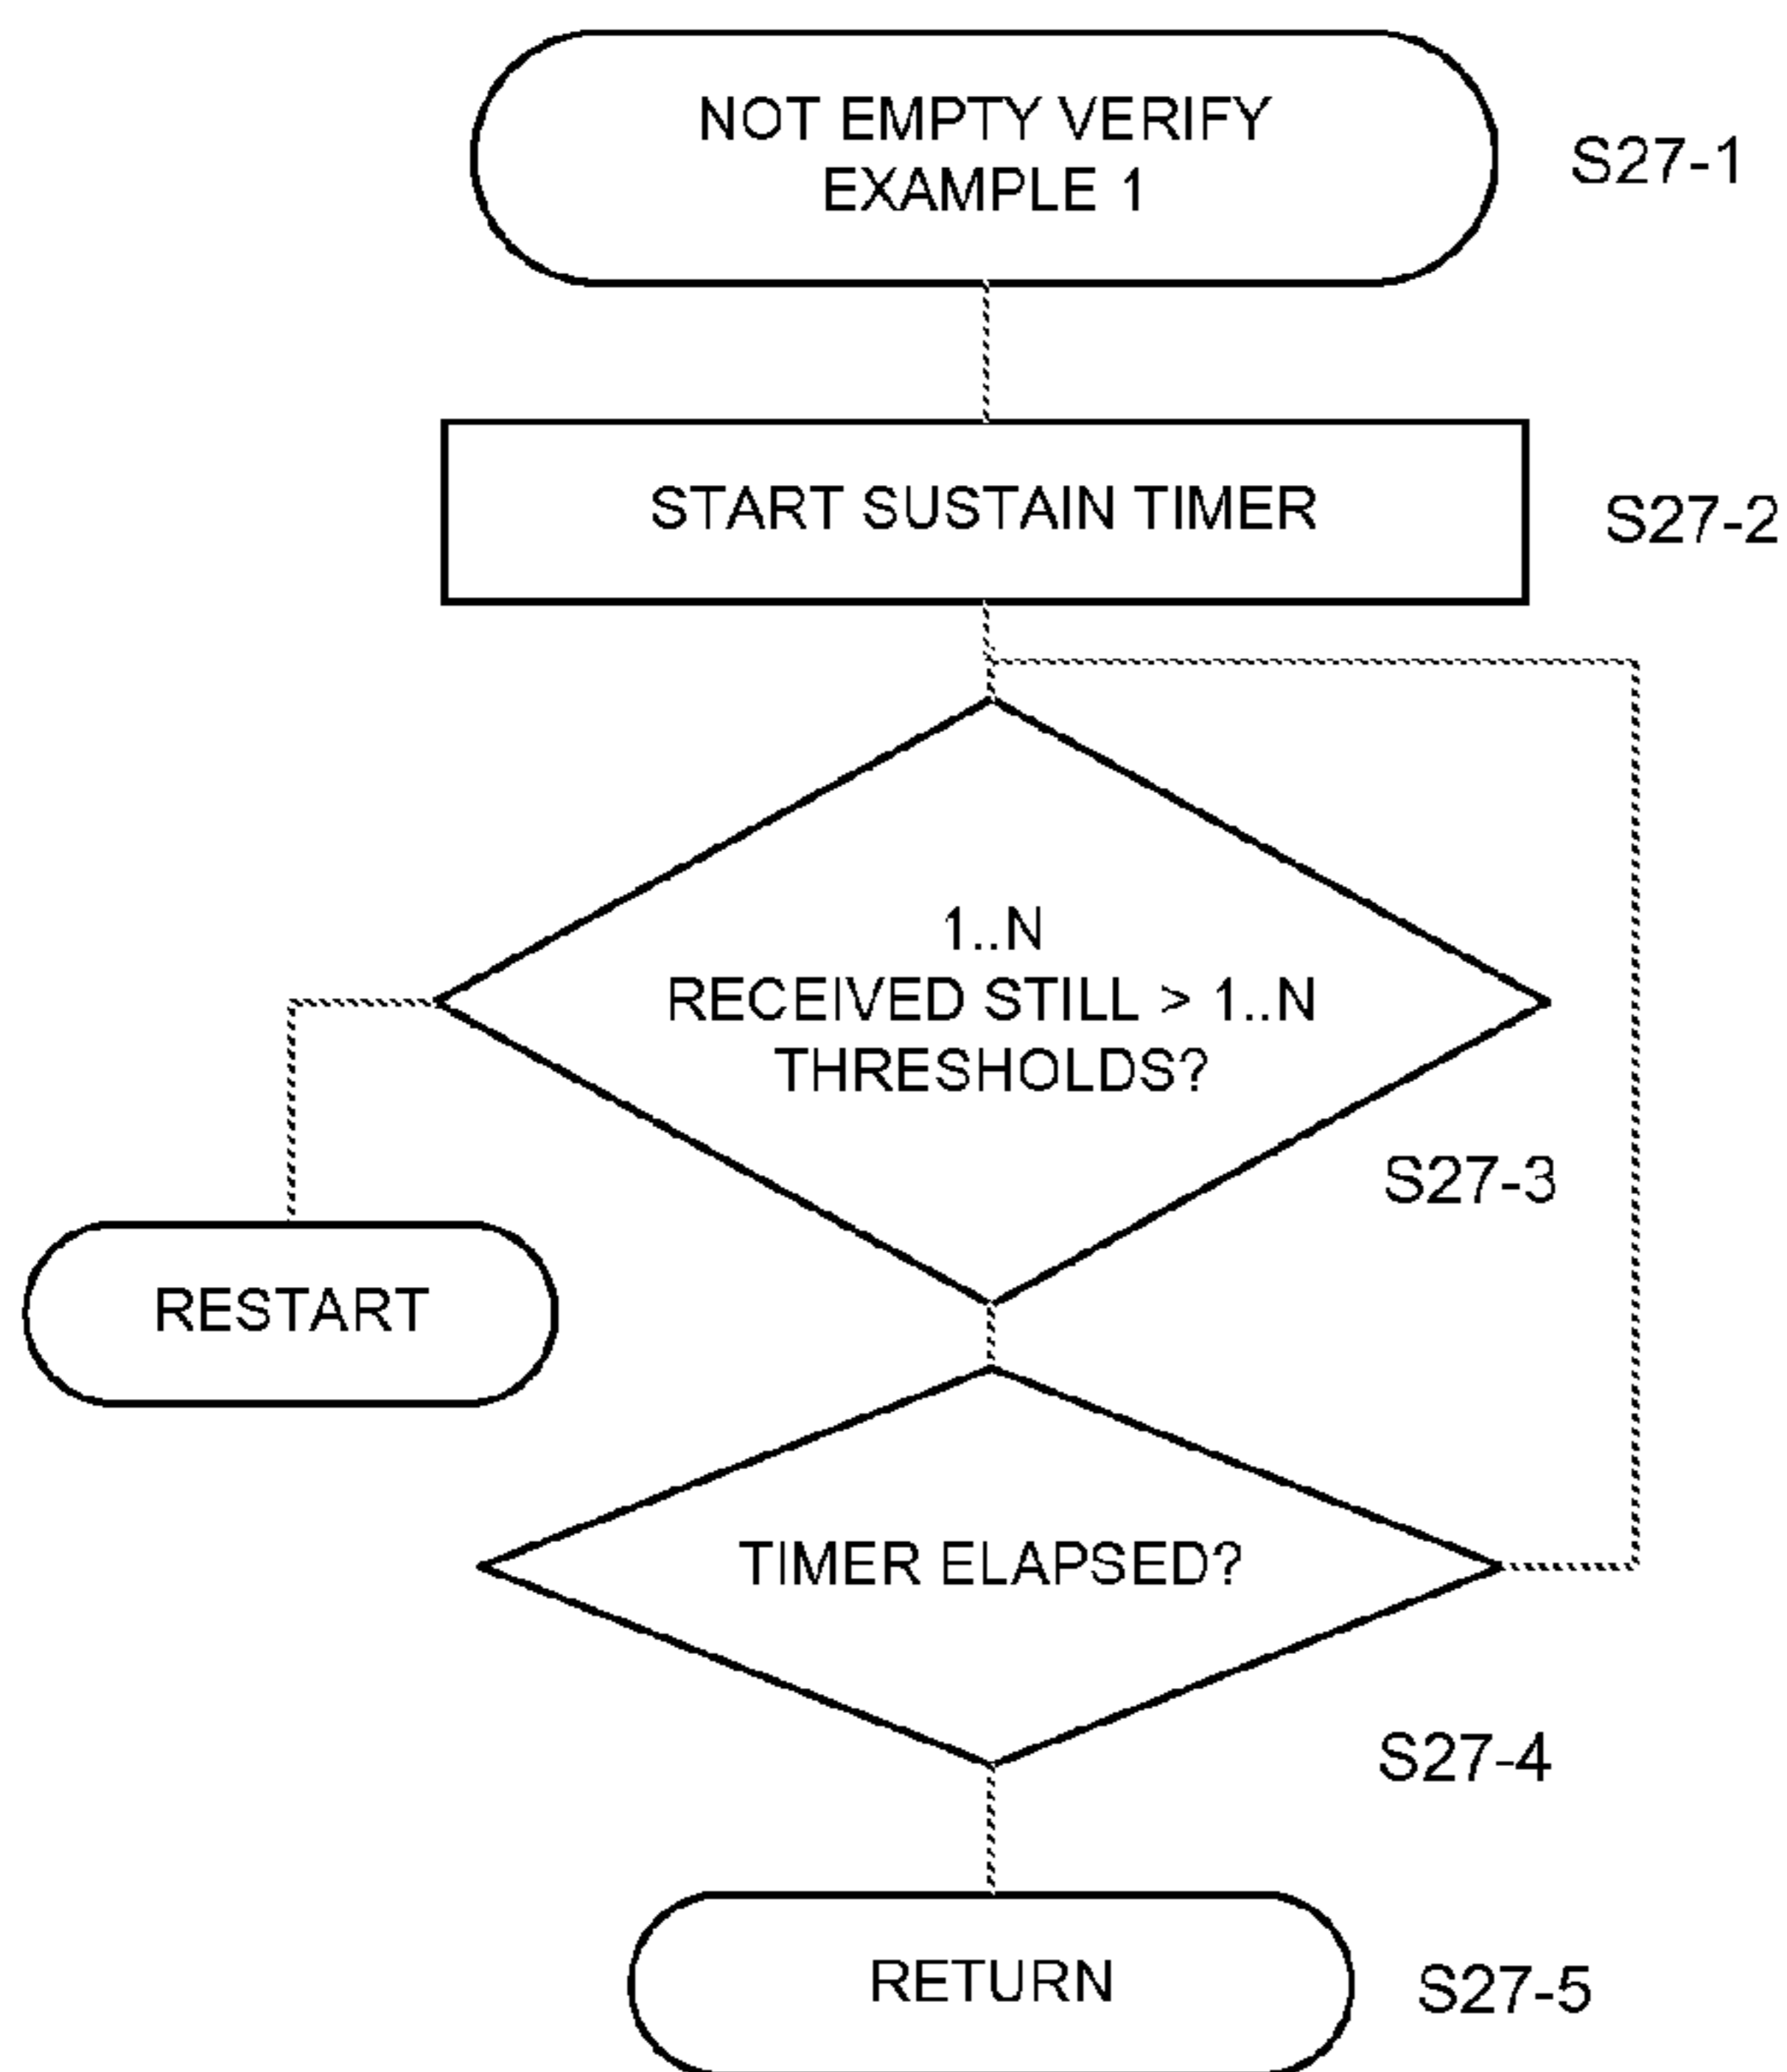 NOT EMPTY VERIFY
EXAMPLE 1
S27-1
START SUSTAIN TIMER
S27-2
1..N
RECEIVED STILL > 1..N
THRESHOLDS?
S27-3
RESTART
TIMER ELAPSED?
S27-4
RETURN
S27-5